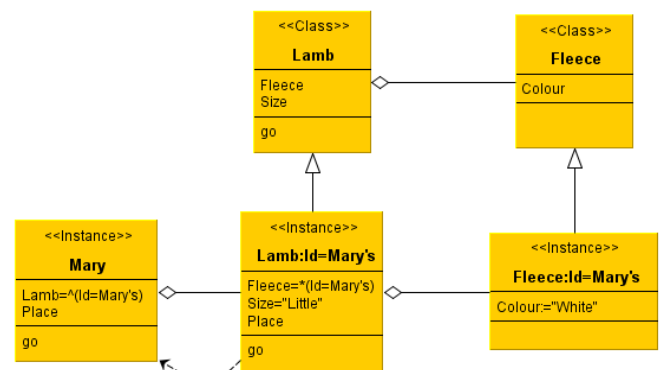 <<Class>>
Lamb
Fleece
Size
go
<<Class>>
Fleece
Colour
<<Instance>>
Mary
Lamb=^(Id=Mary's)
Place
go
<<Instance>>
Lamb:Id=Mary's
Fleece=*(Id=Mary's)
Size="Little"
Place
go
<<Instance>>
Fleece:Id=Mary's
Colour:="White"